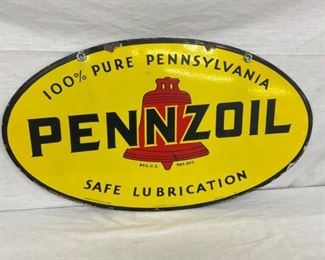 100% PURE PENNSYLVANIA
PENNZOIL
REG. U.S. PAT. OFF.
SAFE LUBRICATION